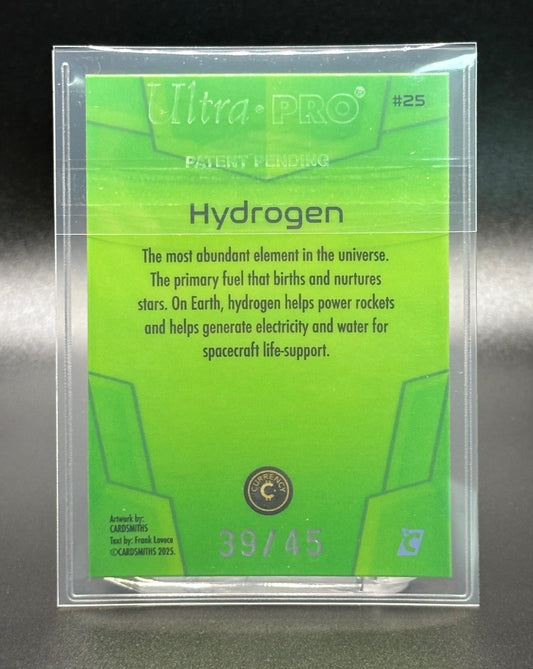 Ultra·PRO®
#25
PATENT PENDING
Hydrogen
The most abundant element in the universe.
The primary fuel that births and nurtures
stars. On Earth, hydrogen helps power rockets
and helps generate electricity and water for
spacecraft life-support.
CURRENCY
C
Artwork by:
CARDSMITHS
Text by: Frank Lovece
©CARDSMITHS 2025.
39/45
C